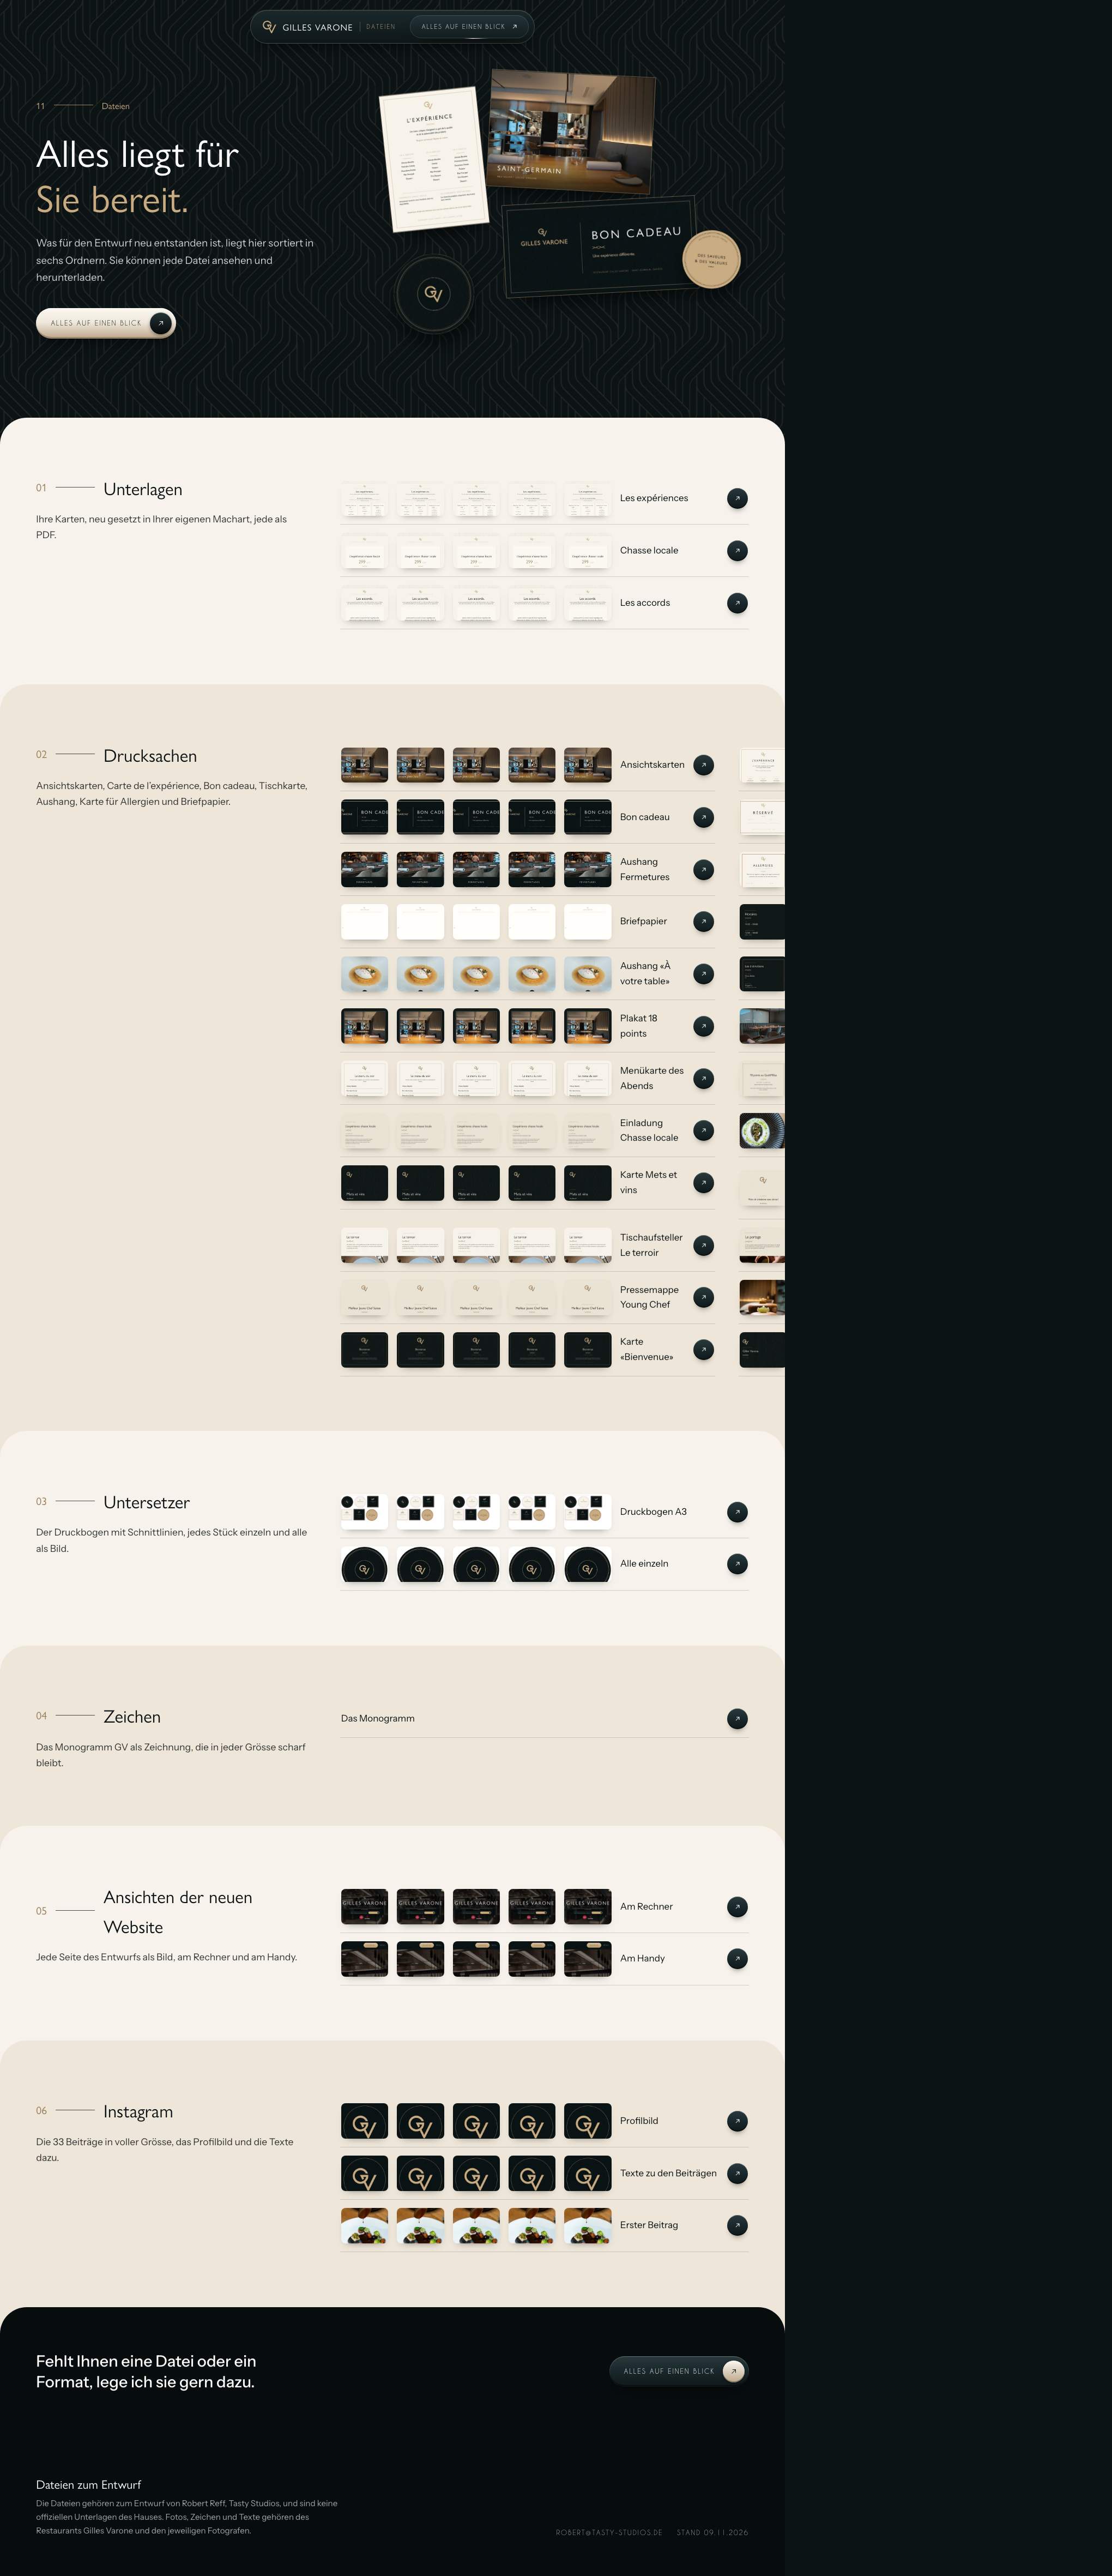 GILLES VARONE
DATEIEN
ALLES AUF EINEN BLICK
11
Dateien
Alles liegt für
Sie bereit.
Was für den Entwurf neu entstanden ist, liegt hier sortiert in
sechs Ordnern. Sie können jede Datei ansehen und
herunterladen.
ALLES AUF EINEN BLICK
L'EXPÉRIENCE
SAINT-GERMAIN
GILLES VARONE
BON CADEAU
DES SAVEURS
& DES VALEURS
01
Unterlagen
Ihre Karten, neu gesetzt in Ihrer eigenen Machart, jede als
PDF.
Les expériences
Chasse locale
Les accords
02
Drucksachen
Ansichtskarten, Carte de l'expérience, Bon cadeau, Tischkarte,
Aushang, Karte für Allergien und Briefpapier.
Ansichtskarten
Bon cadeau
Aushang
Fermetures
Briefpapier
Aushang «À
votre table»
Plakat 18
points
Menükarte des
Abends
Einladung
Chasse locale
Karte Mets et
vins
Tischaufsteller
Le terroir
Pressemappe
Young Chef
Karte
«Bienvenue»
03
Untersetzer
Der Druckbogen mit Schnittlinien, jedes Stück einzeln und alle
als Bild.
Druckbogen A3
Alle einzeln
04
Zeichen
Das Monogramm GV als Zeichnung, die in jeder Grösse scharf
bleibt.
Das Monogramm
05
Ansichten der neuen
Website
Jede Seite des Entwurfs als Bild, am Rechner und am Handy.
Am Rechner
Am Handy
06
Instagram
Die 33 Beiträge in voller Grösse, das Profilbild und die Texte
dazu.
Profilbild
Texte zu den Beiträgen
Erster Beitrag
Fehlt Ihnen eine Datei oder ein
Format, lege ich sie gern dazu.
ALLES AUF EINEN BLICK
Dateien zum Entwurf
Die Dateien gehören zum Entwurf von Robert Reff, Tasty Studios, und sind keine
offiziellen Unterlagen des Hauses. Fotos, Zeichen und Texte gehören des
Restaurants Gilles Varone und den jeweiligen Fotografen.
ROBERT@TASTY-STUDIOS.DE
STAND 09.11.2026